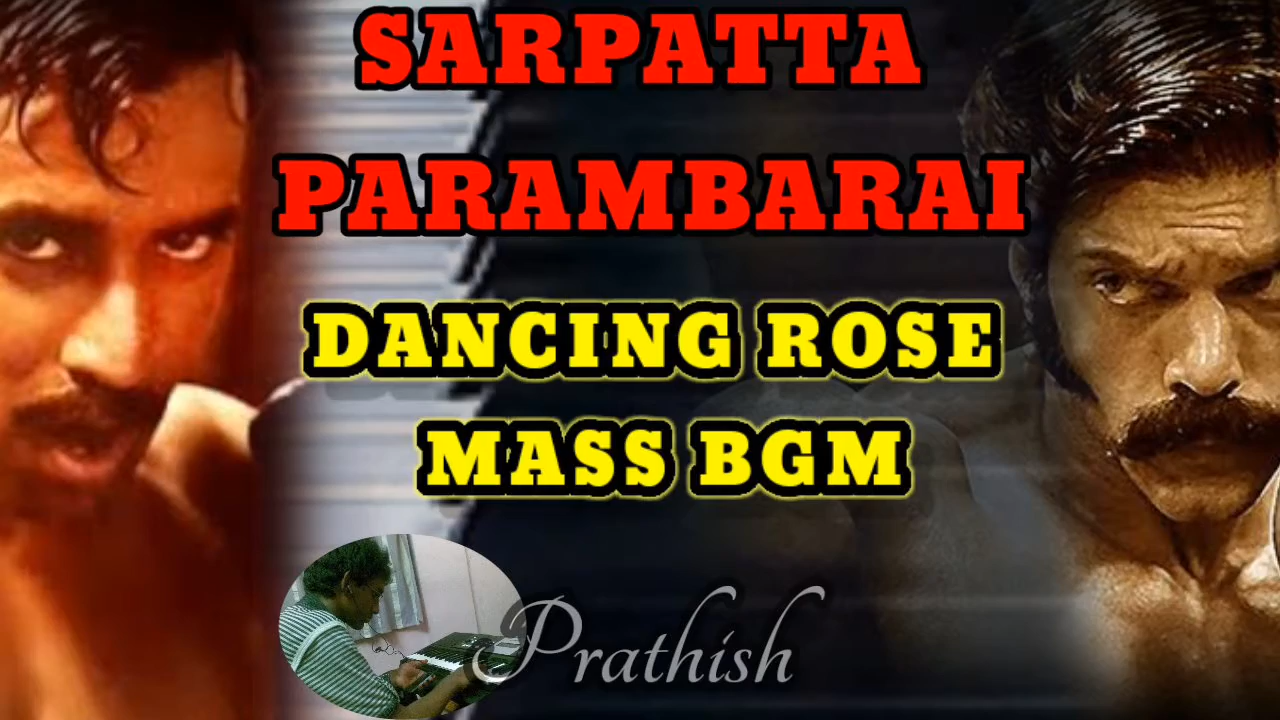 SARPATTA
PARAMBARAI
DANCING ROSE
MASS BGM
Prathish